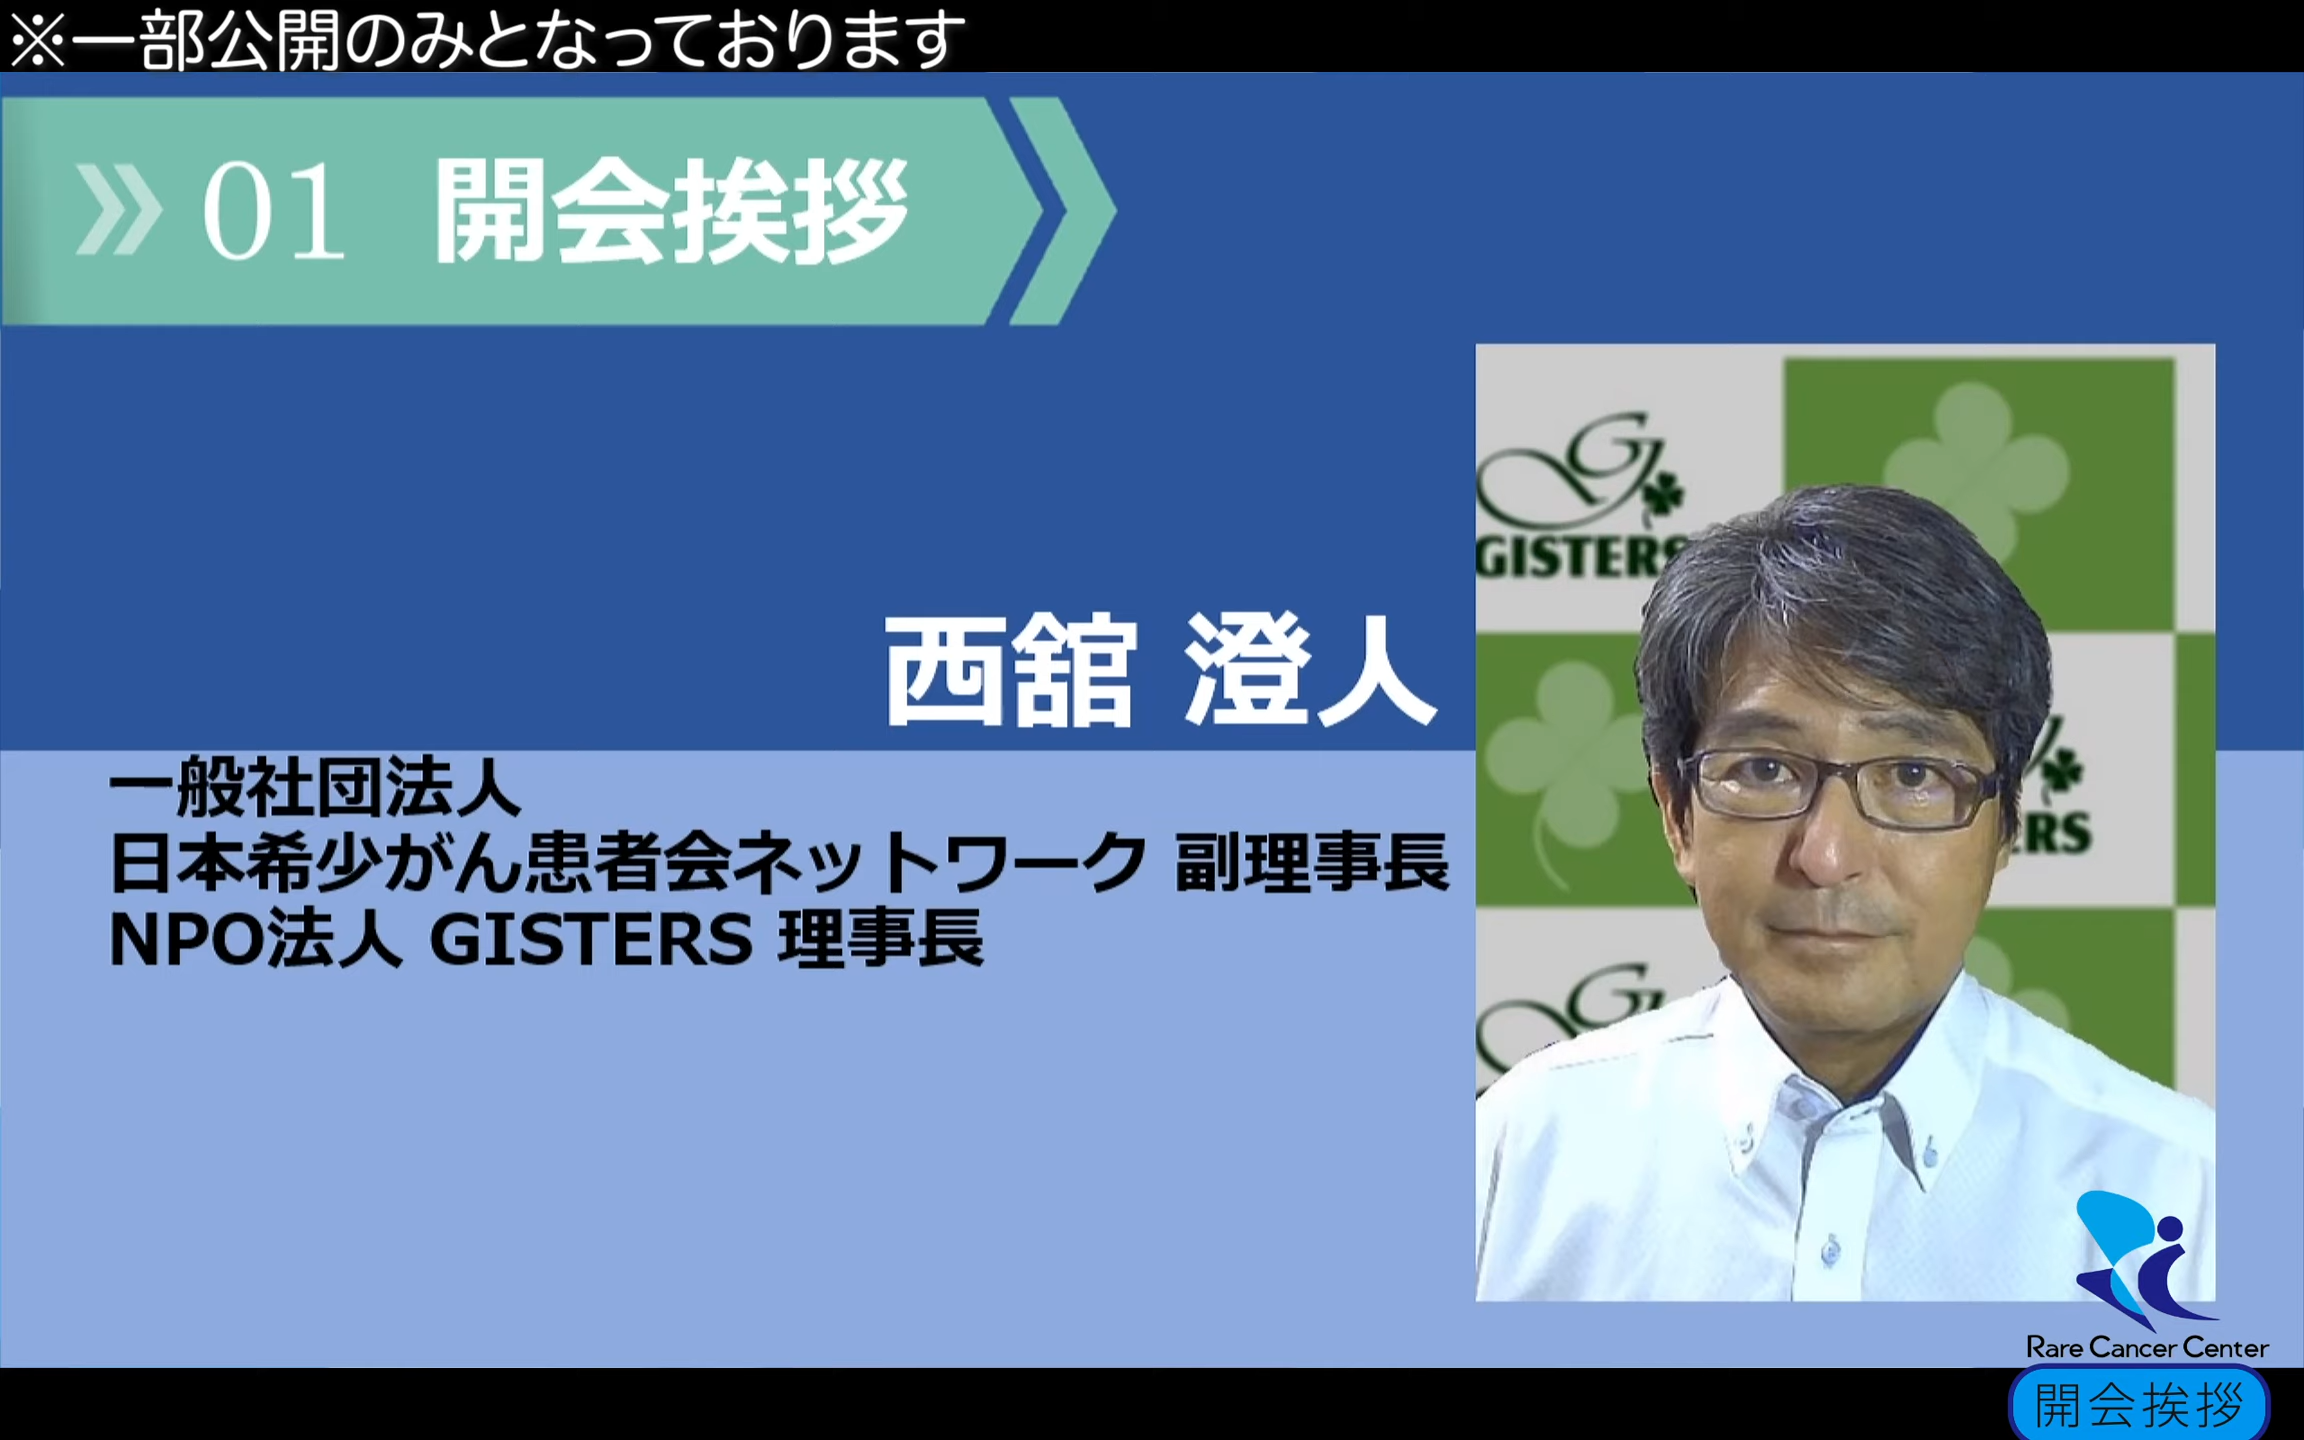 ※一部公開のみとなっております
01 開会挨拶
GISTERS
西舘 澄人
一般社団法人
日本希少がん患者会ネットワーク 副理事長
NPO法人 GISTERS 理事長
RS
Rare Cancer Center
開会挨拶